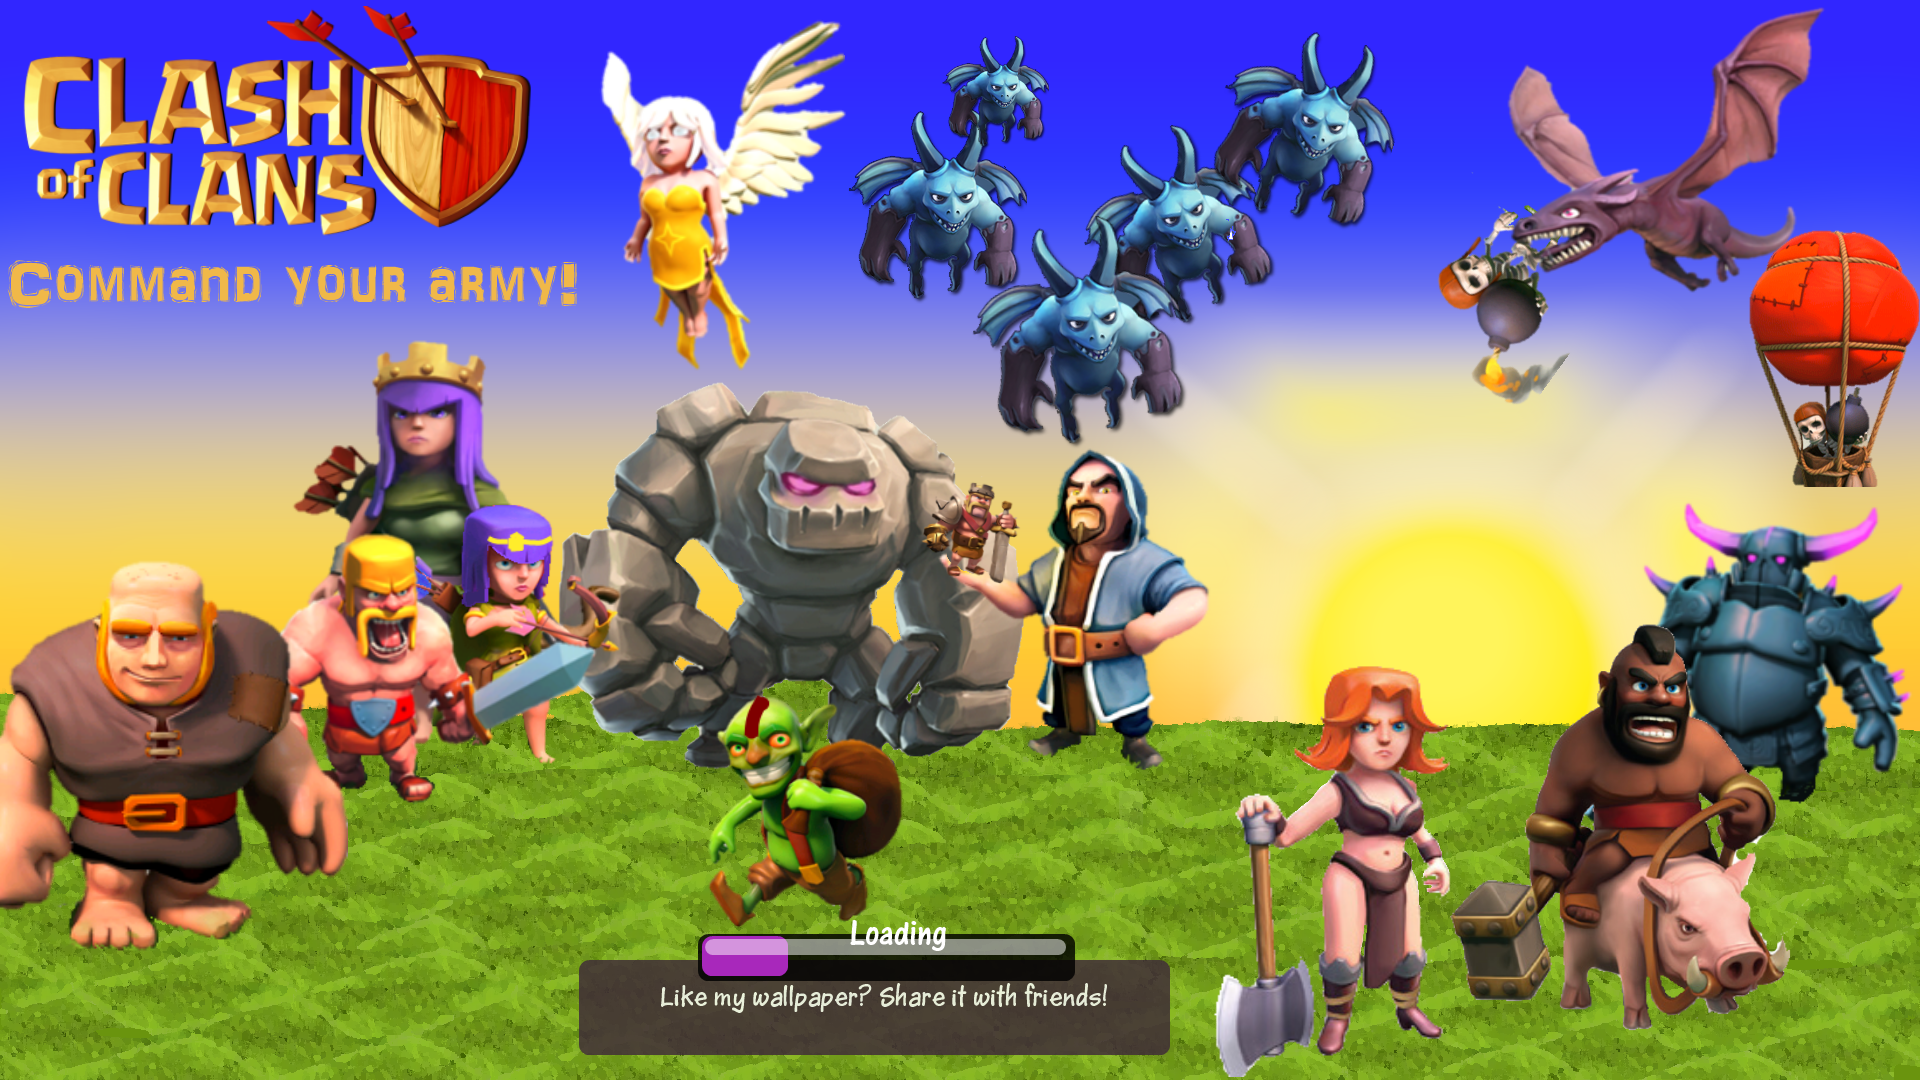 CLASH
OF CLANS
COMMAND YOUR ARMY!
Loading
Like my wallpaper? Share it with friends!